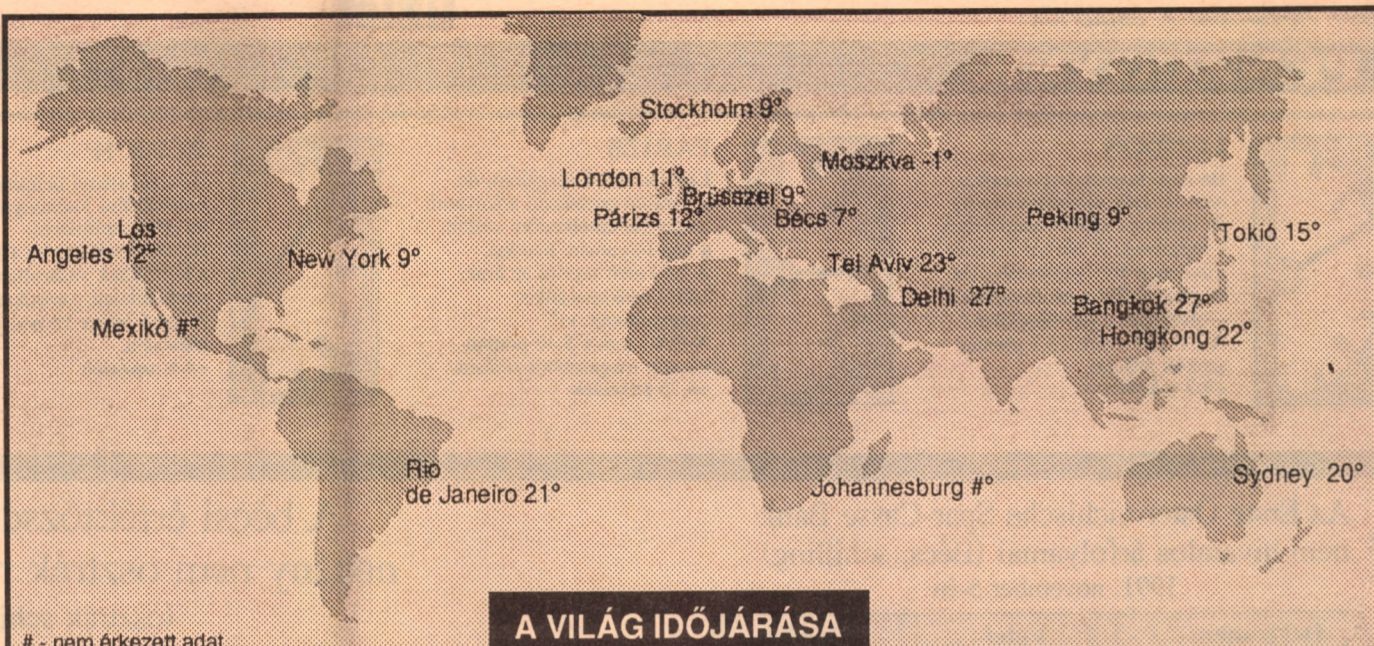 Stockholm 9°
Moszkva -1°
London 11°
Brüsszel 9°
Párizs 12°
Bécs 7°
Peking 9°
Los
Angeles 12°
New York 9°
Tokió 15°
Tel Aviv 23°
Delhi 27°
Bangkok 27°
Mexikó #°
Hongkong 22°
Rio
de Janeiro 21°
Johannesburg #°
Sydney 20°
A VILÁG IDŐJÁRÁSA
# - nem érkezett adat